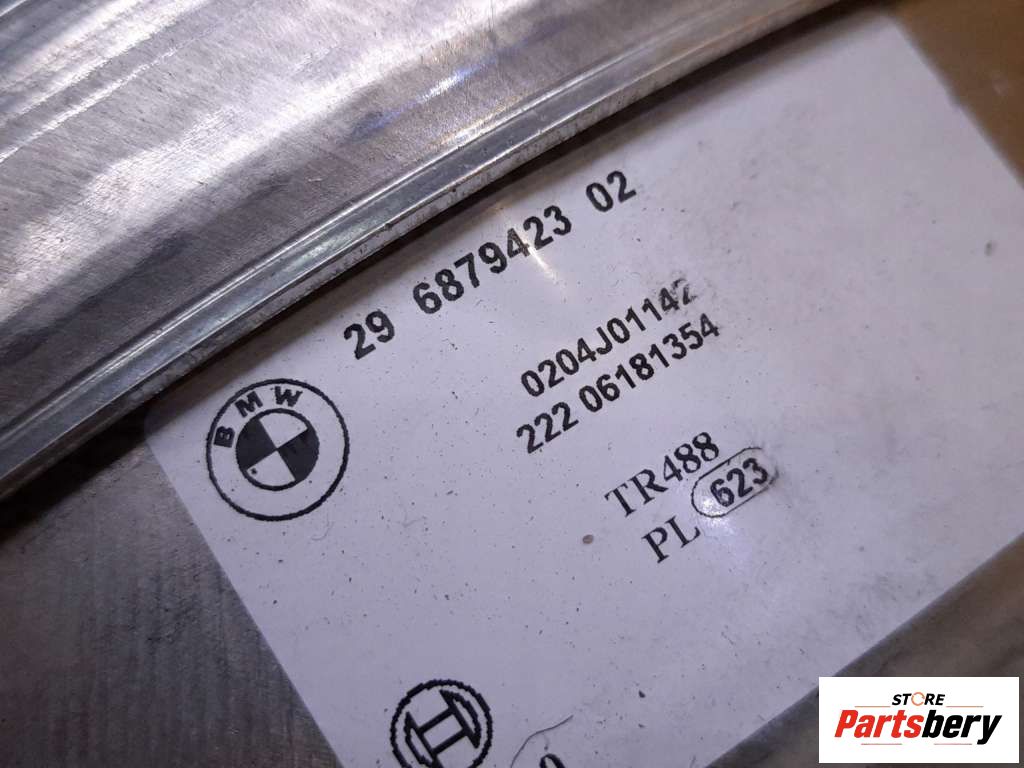 29 6879423 02
0204J01142
222 06181354
BMW
TR488
PL 623
STORE
Partsbery